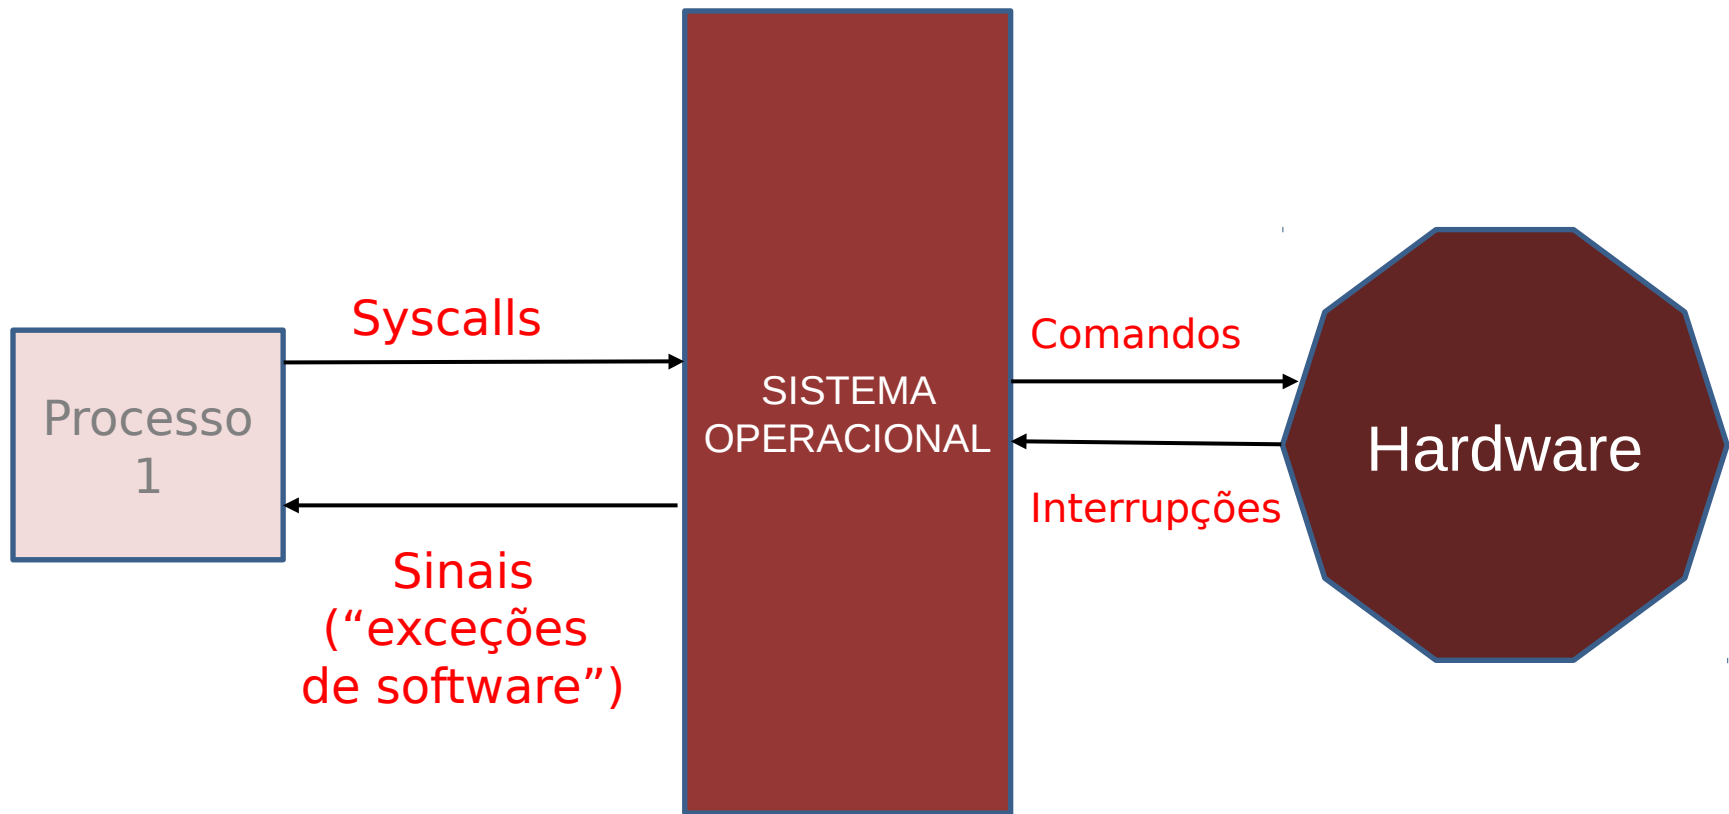 Syscalls
Processo
1
Sinais
(“exceções
de software”)
SISTEMA
OPERACIONAL
Comandos
Interrupções
Hardware